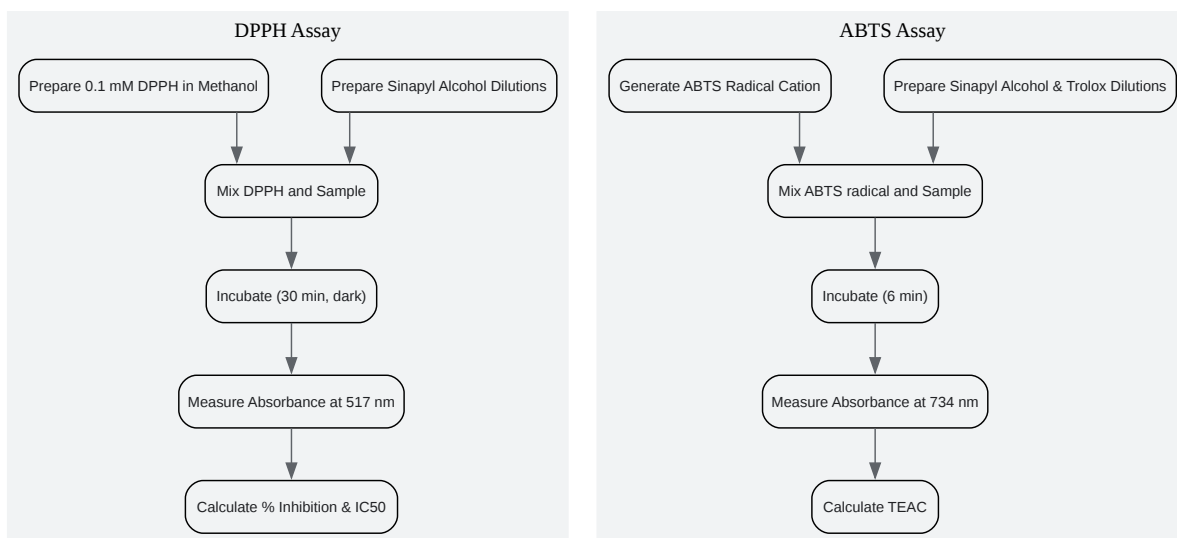 DPPH Assay
Prepare 0.1 mM DPPH in Methanol
Prepare Sinapyl Alcohol Dilutions
Mix DPPH and Sample
Incubate (30 min, dark)
Measure Absorbance at 517 nm
Calculate % Inhibition & IC50
ABTS Assay
Generate ABTS Radical Cation
Prepare Sinapyl Alcohol & Trolox Dilutions
Mix ABTS radical and Sample
Incubate (6 min)
Measure Absorbance at 734 nm
Calculate TEAC